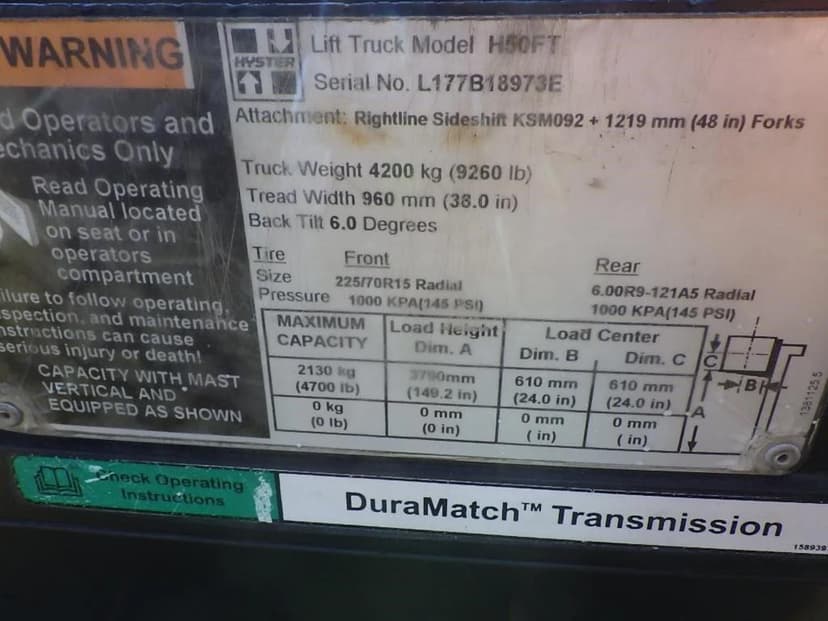 WARNING
d Operators and
echanics Only
Read Operating
Manual located
on seat or in
operators
compartment
ilure to follow operating,
spection, and maintenance
nstructions can cause
serious injury or death!
CAPACITY WITH MAST
VERTICAL AND
EQUIPPED AS SHOWN
HYSTER
Lift Truck Model H50FT
Serial No. L177B18973E
Attachment: Rightline Sideshift KSM092 + 1219 mm (48 in) Forks
Truck Weight 4200 kg (9260 lb)
Tread Width 960 mm (38.0 in)
Back Tilt 6.0 Degrees
Tire Front Rear
Size 225/70R15 Radial 6.00R9-121A5 Radial
Pressure 1000 KPA(145 PSI) 1000 KPA(145 PSI)
MAXIMUM Load Height Load Center
CAPACITY Dim. A Dim. B Dim. C
2130 kg 3790mm 610 mm 610 mm
(4700 lb) (149.2 in) (24.0 in) (24.0 in)
0 kg 0 mm 0 mm 0 mm
(0 lb) (0 in) ( in) ( in)
C
B
A
1381125 5
Check Operating
Instructions
DuraMatch™ Transmission